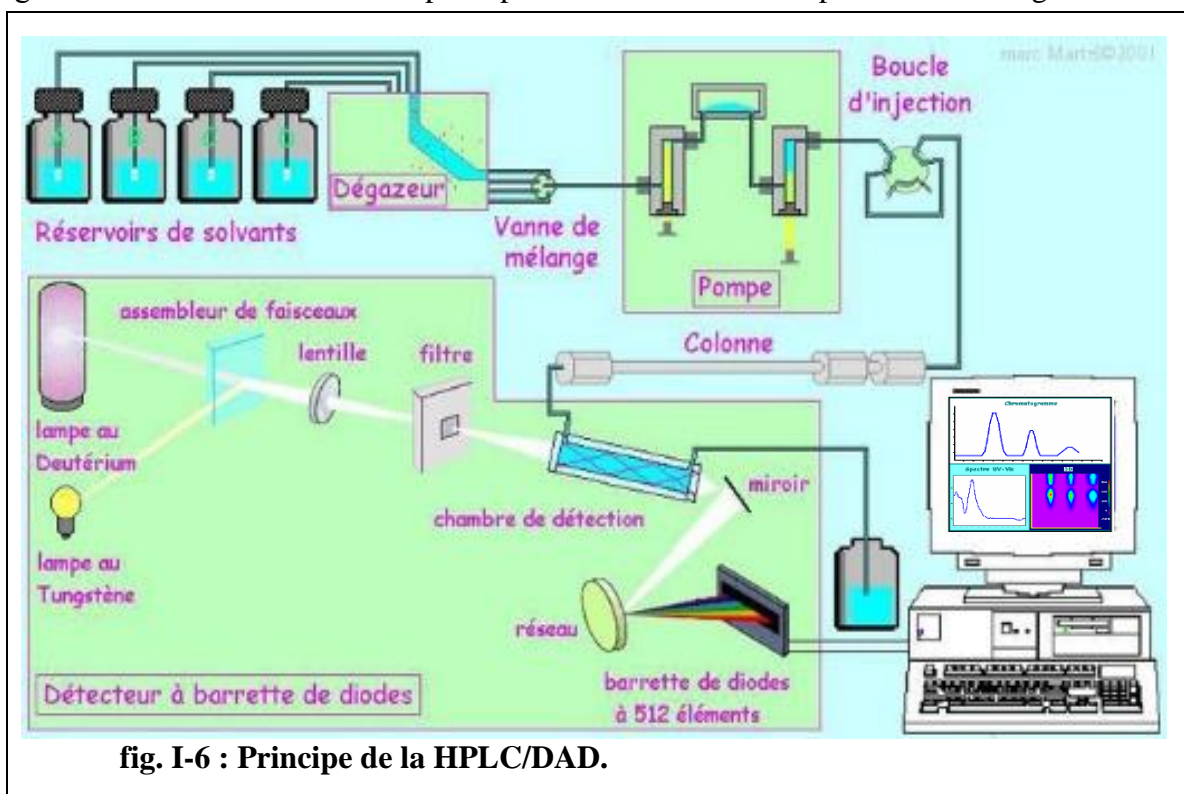 marc Martel©2001
Boucle
d'injection
A B C D
Dégazeur
Réservoirs de solvants
Vanne de
mélange
Pompe
assembleur de faisceaux
lentille
filtre
Colonne
lampe au
Deutérium
lampe au
Tungstène
chambre de détection
miroir
réseau
Détecteur à barrette de diodes
barrette de diodes
à 512 éléments
Chromatogramme
Spectre UV-Vis
fig. I-6 : Principe de la HPLC/DAD.